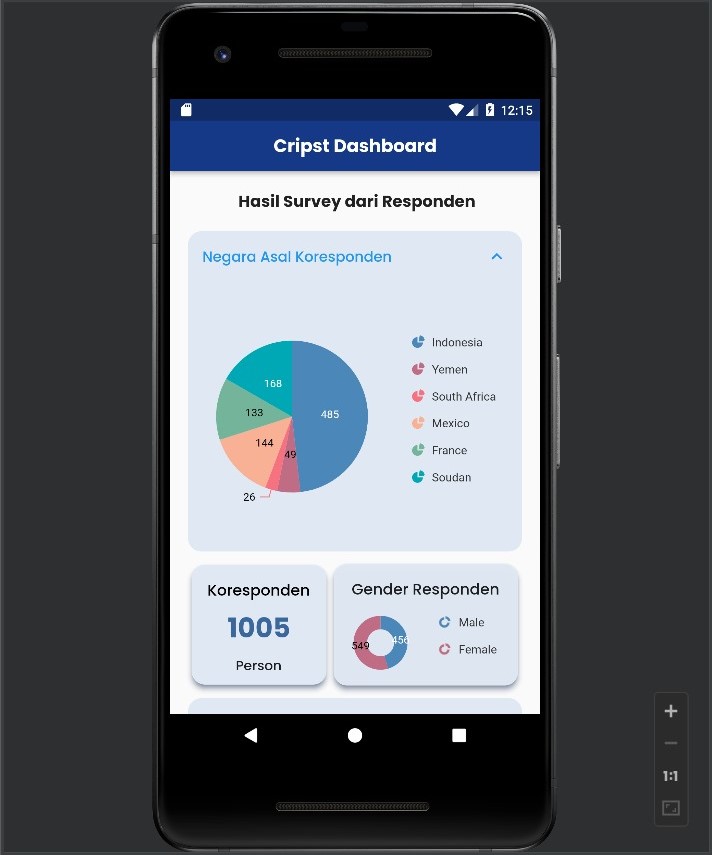 12:15
Cripst Dashboard
Hasil Survey dari Responden
Negara Asal Koresponden
168
485
133
144
49
26
Indonesia
Yemen
South Africa
Mexico
France
Soudan
Koresponden
1005
Person
Gender Responden
549
456
Male
Female
1:1